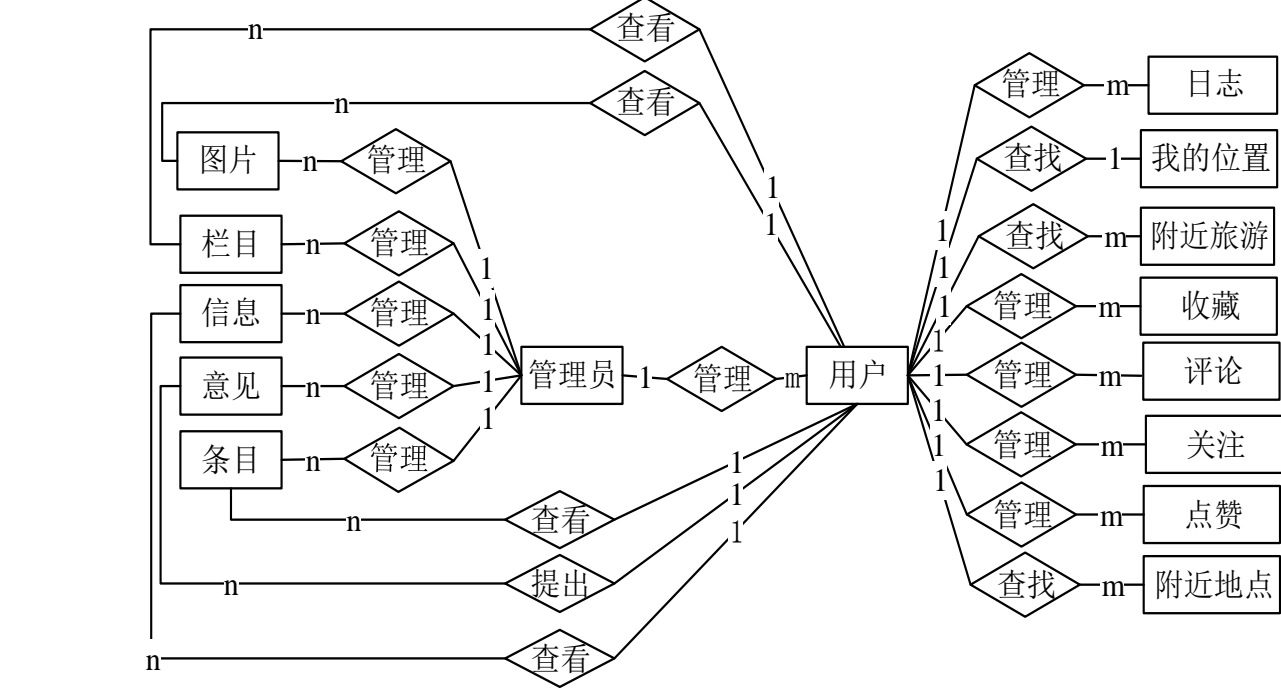 n 查看
n 查看
管理 m 日志
图片 n 管理
查找 1 我的位置
1
1
栏目 n 管理
查找 m 附近旅游
1
1
1
信息 n 管理
1
1
管理 m 收藏
1
1
意见 n 管理
1
管理员 1 管理 m 用户
1 管理 m 评论
条目 n 管理
1
1
管理 m 关注
1
1
n 查看
1
1
管理 m 点赞
n 提出
1
查找 m 附近地点
n 查看